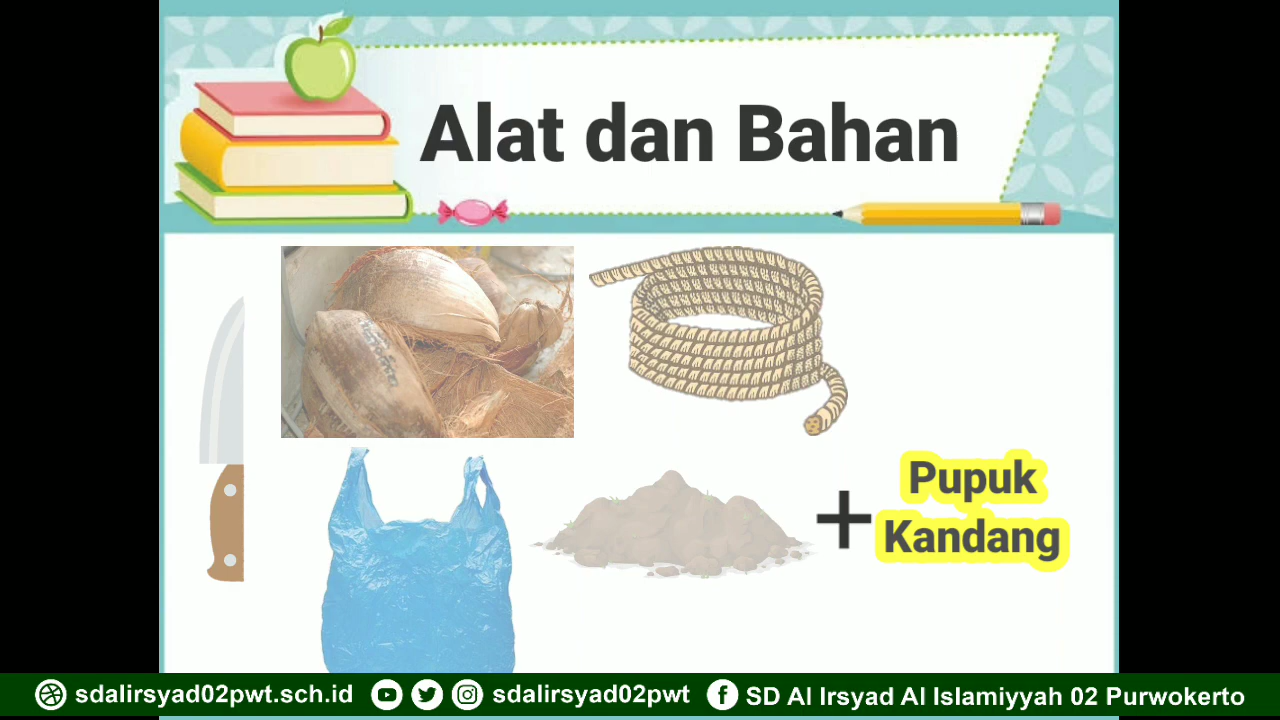 Alat dan Bahan
+
Pupuk
Kandang
sdalirsyad02pwt.sch.id sdalirsyad02pwt SD Al Irsyad Al Islamiyyah 02 Purwokerto